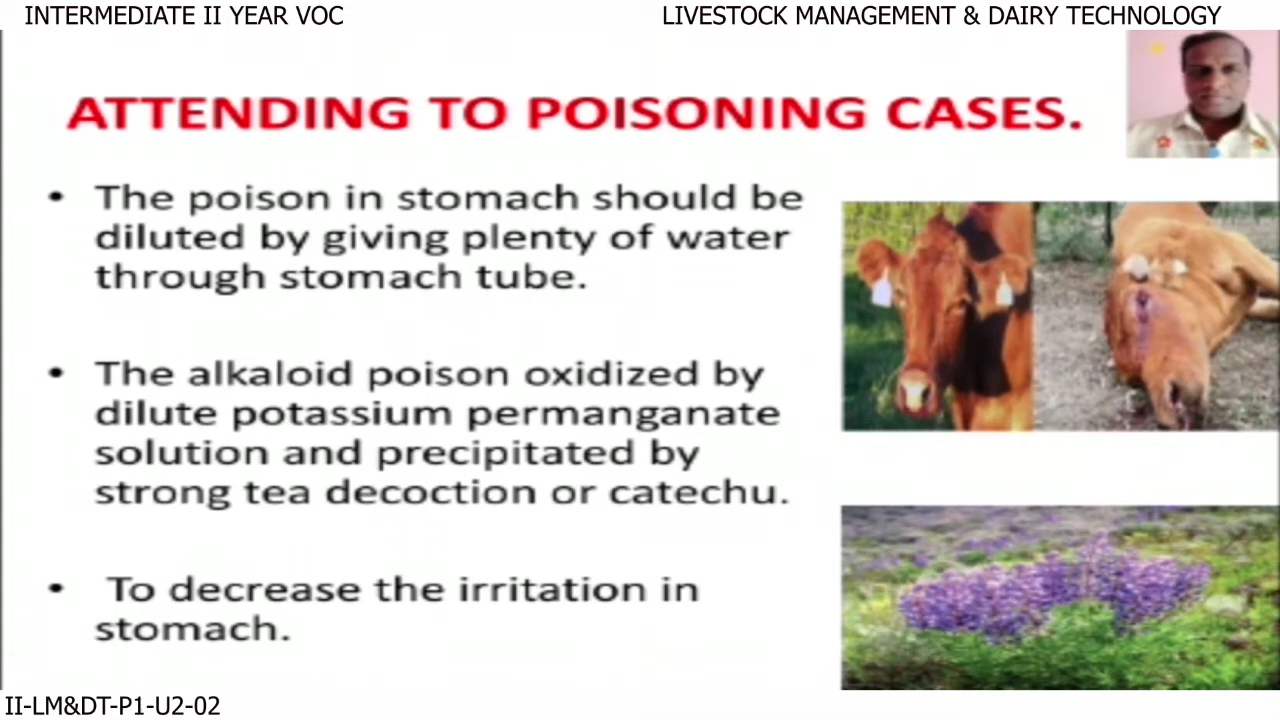 INTERMEDIATE II YEAR VOC
LIVESTOCK MANAGEMENT & DAIRY TECHNOLOGY
ATTENDING TO POISONING CASES.
• The poison in stomach should be
diluted by giving plenty of water
through stomach tube.
• The alkaloid poison oxidized by
dilute potassium permanganate
solution and precipitated by
strong tea decoction or catechu.
• To decrease the irritation in
stomach.
II-LM&DT-P1-U2-02